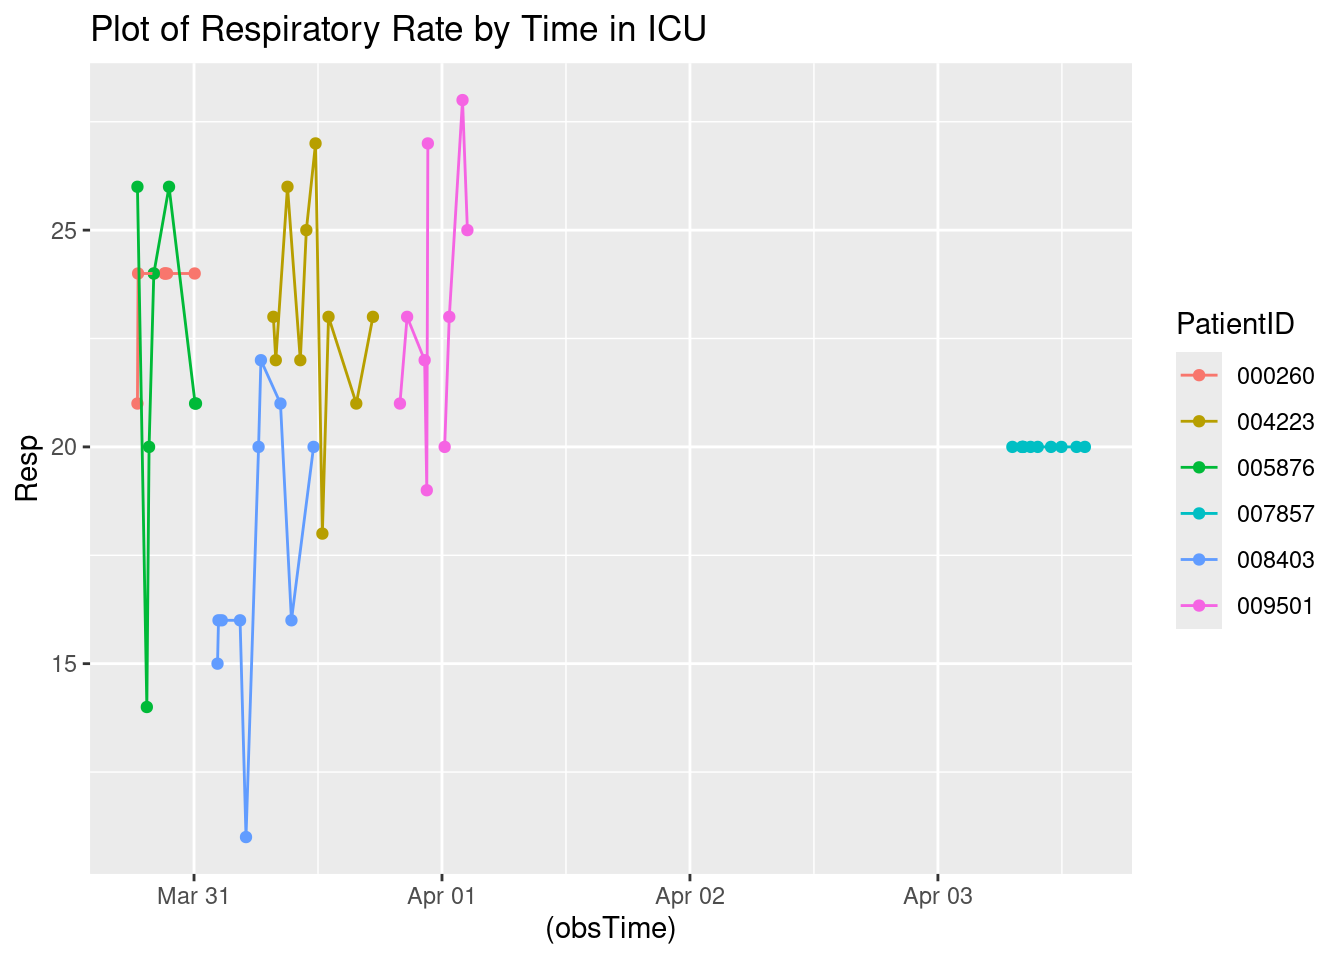 Plot of Respiratory Rate by Time in ICU
Resp
25
20
15
Mar 31
Apr 01
Apr 02
Apr 03
(obsTime)
PatientID
000260
004223
005876
007857
008403
009501